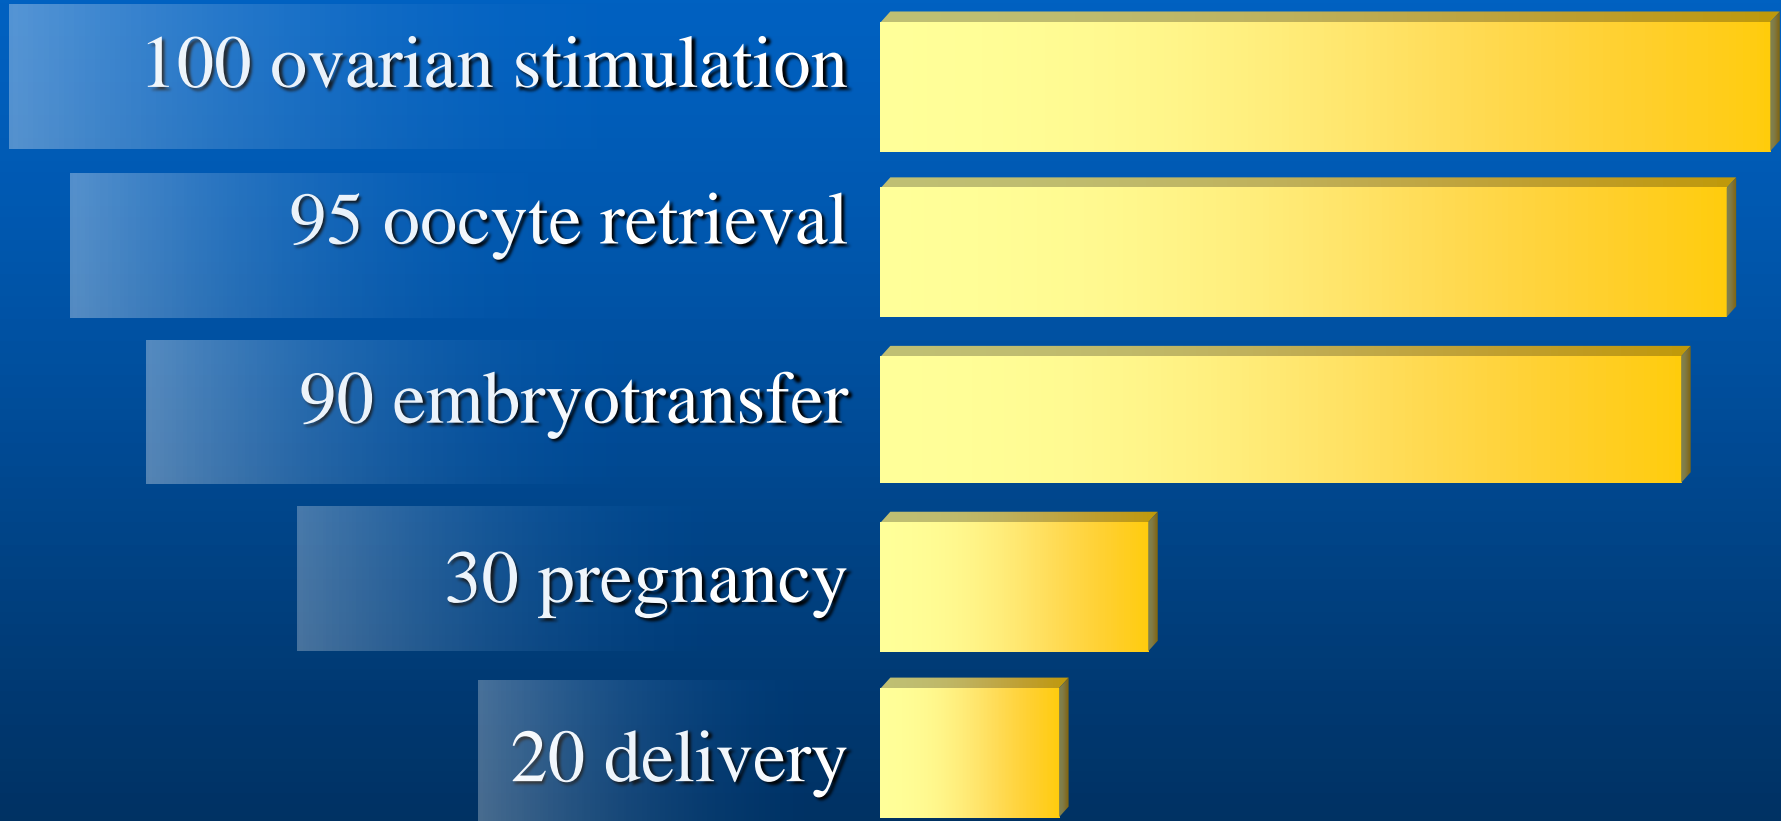 100 ovarian stimulation
95 oocyte retrieval
90 embryotransfer
30 pregnancy
20 delivery